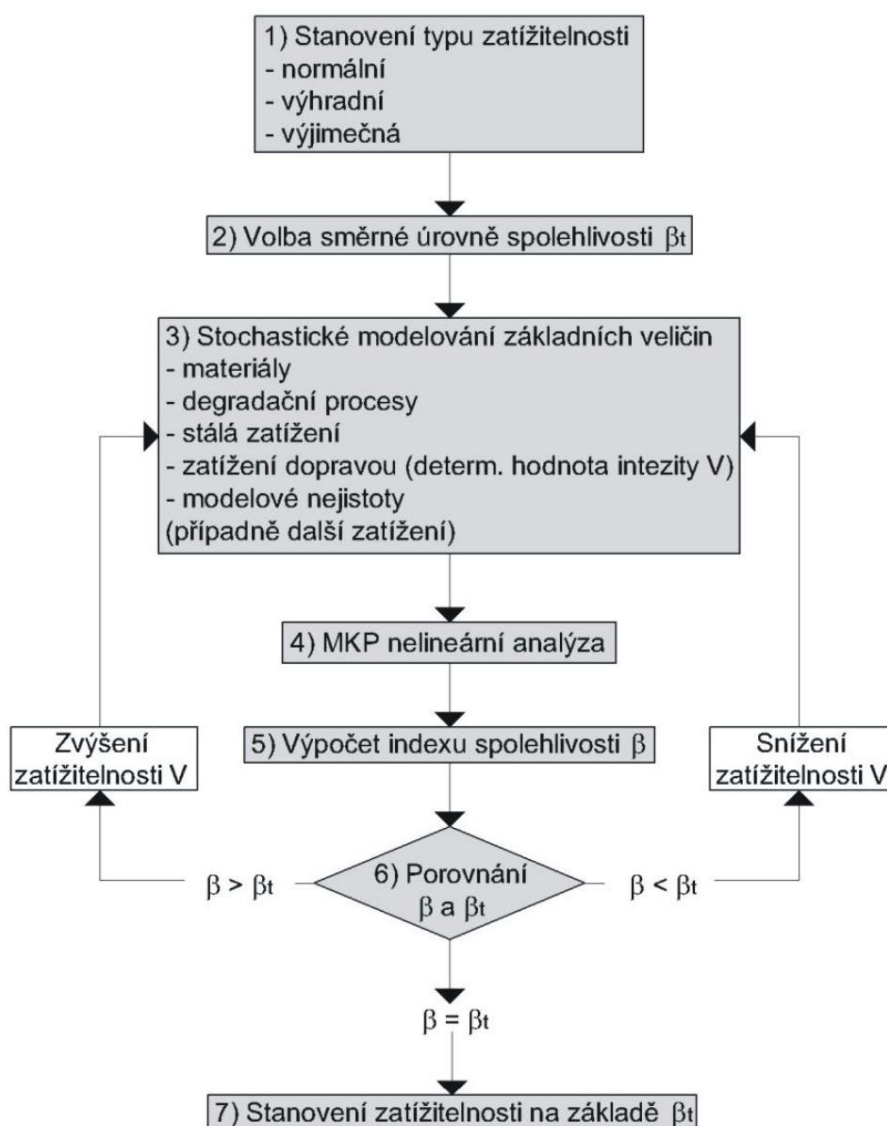 1) Stanovení typu zatížitelnosti
- normální
- výhradní
- výjimečná
2) Volba směrné úrovně spolehlivosti βt
3) Stochastické modelování základních veličin
- materiály
- degradační procesy
- stálá zatížení
- zatížení dopravou (determ. hodnota intezity V)
- modelové nejistoty
(případně další zatížení)
4) MKP nelineární analýza
5) Výpočet indexu spolehlivosti β
Zvýšení
zatížitelnosti V
Snížení
zatížitelnosti V
6) Porovnání
β a βt
β > βt
β < βt
β = βt
7) Stanovení zatížitelnosti na základě βt